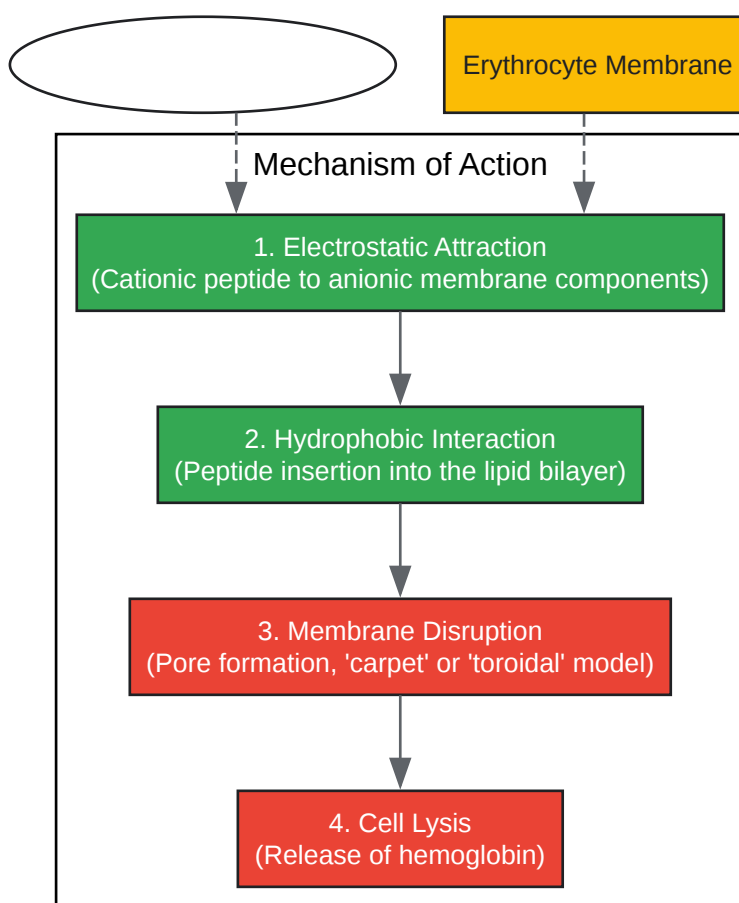 Erythrocyte Membrane
Mechanism of Action
1. Electrostatic Attraction
(Cationic peptide to anionic membrane components)
2. Hydrophobic Interaction
(Peptide insertion into the lipid bilayer)
3. Membrane Disruption
(Pore formation, 'carpet' or 'toroidal' model)
4. Cell Lysis
(Release of hemoglobin)